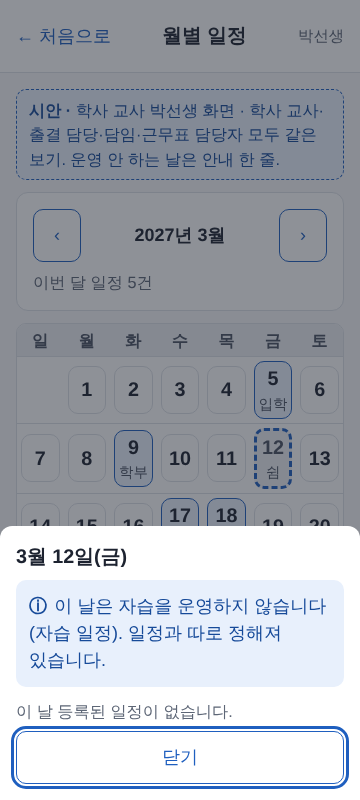 ← 처음으로 월별 일정 박선생
시안 · 학사 교사 박선생 화면 · 학사 교사·
출결 담당·담임·근무표 담당자 모두 같은
보기. 운영 안 하는 날은 안내 한 줄.
‹ 2027년 3월 ›
이번 달 일정 5건
일 월 화 수 목 금 토
1 2 3 4 5 6
입학
7 8 9 10 11 12 13
학부 쉼
14 15 16 17 18 19 20
3월 12일(금)
ⓘ 이 날은 자습을 운영하지 않습니다
(자습 일정). 일정과 따로 정해져
있습니다.
이 날 등록된 일정이 없습니다.
닫기